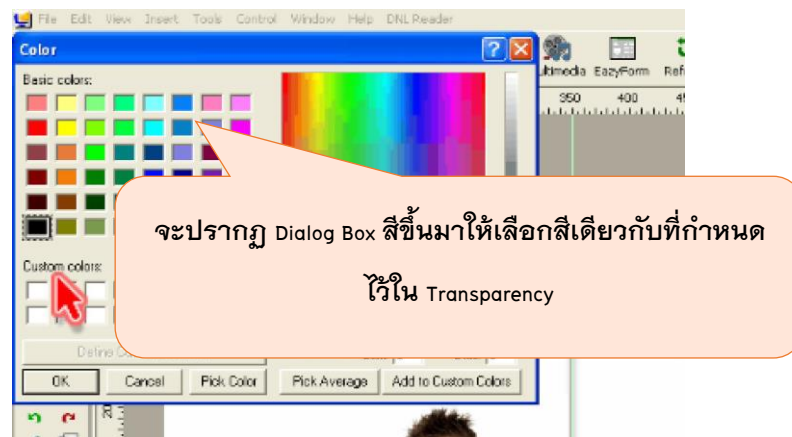 File Edit View Insert Tools Control Window Help DNL Reader
Color
EazyForm
Basic colors:
350 400
จะปรากฏ Dialog Box สีขึ้นมาให้เลือกสีเดียวกับที่กำหนด
ไว้ใน Transparency
Custom colors:
OK Cancel Pick Color Pick Average Add to Custom Colors